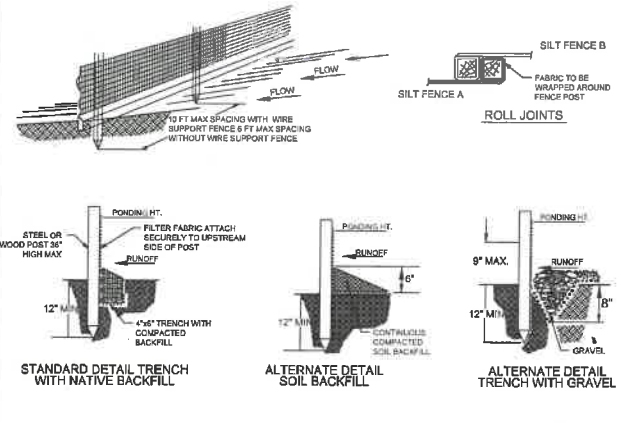 FLOW
FLOW
10 FT MAX SPACING WITH WIRE
SUPPORT FENCE 6 FT MAX SPACING
WITHOUT WIRE SUPPORT FENCE
SILT FENCE B
SILT FENCE A
FABRIC TO BE
WRAPPED AROUND
FENCE POST
ROLL JOINTS
PONDING HT.
STEEL OR
WOOD POST 36"
HIGH MAX
FILTER FABRIC ATTACH
SECURELY TO UPSTREAM
SIDE OF POST
RUNOFF
12" MIN
4"x6" TRENCH WITH
COMPACTED
BACKFILL
STANDARD DETAIL TRENCH
WITH NATIVE BACKFILL
PONDING HT.
RUNOFF
6"
12" MIN
CONTINUOUS
COMPACTED
SOIL BACKFILL
ALTERNATE DETAIL
SOIL BACKFILL
PONDING HT.
9" MAX.
RUNOFF
12" MIN
8"
GRAVEL
ALTERNATE DETAIL
TRENCH WITH GRAVEL